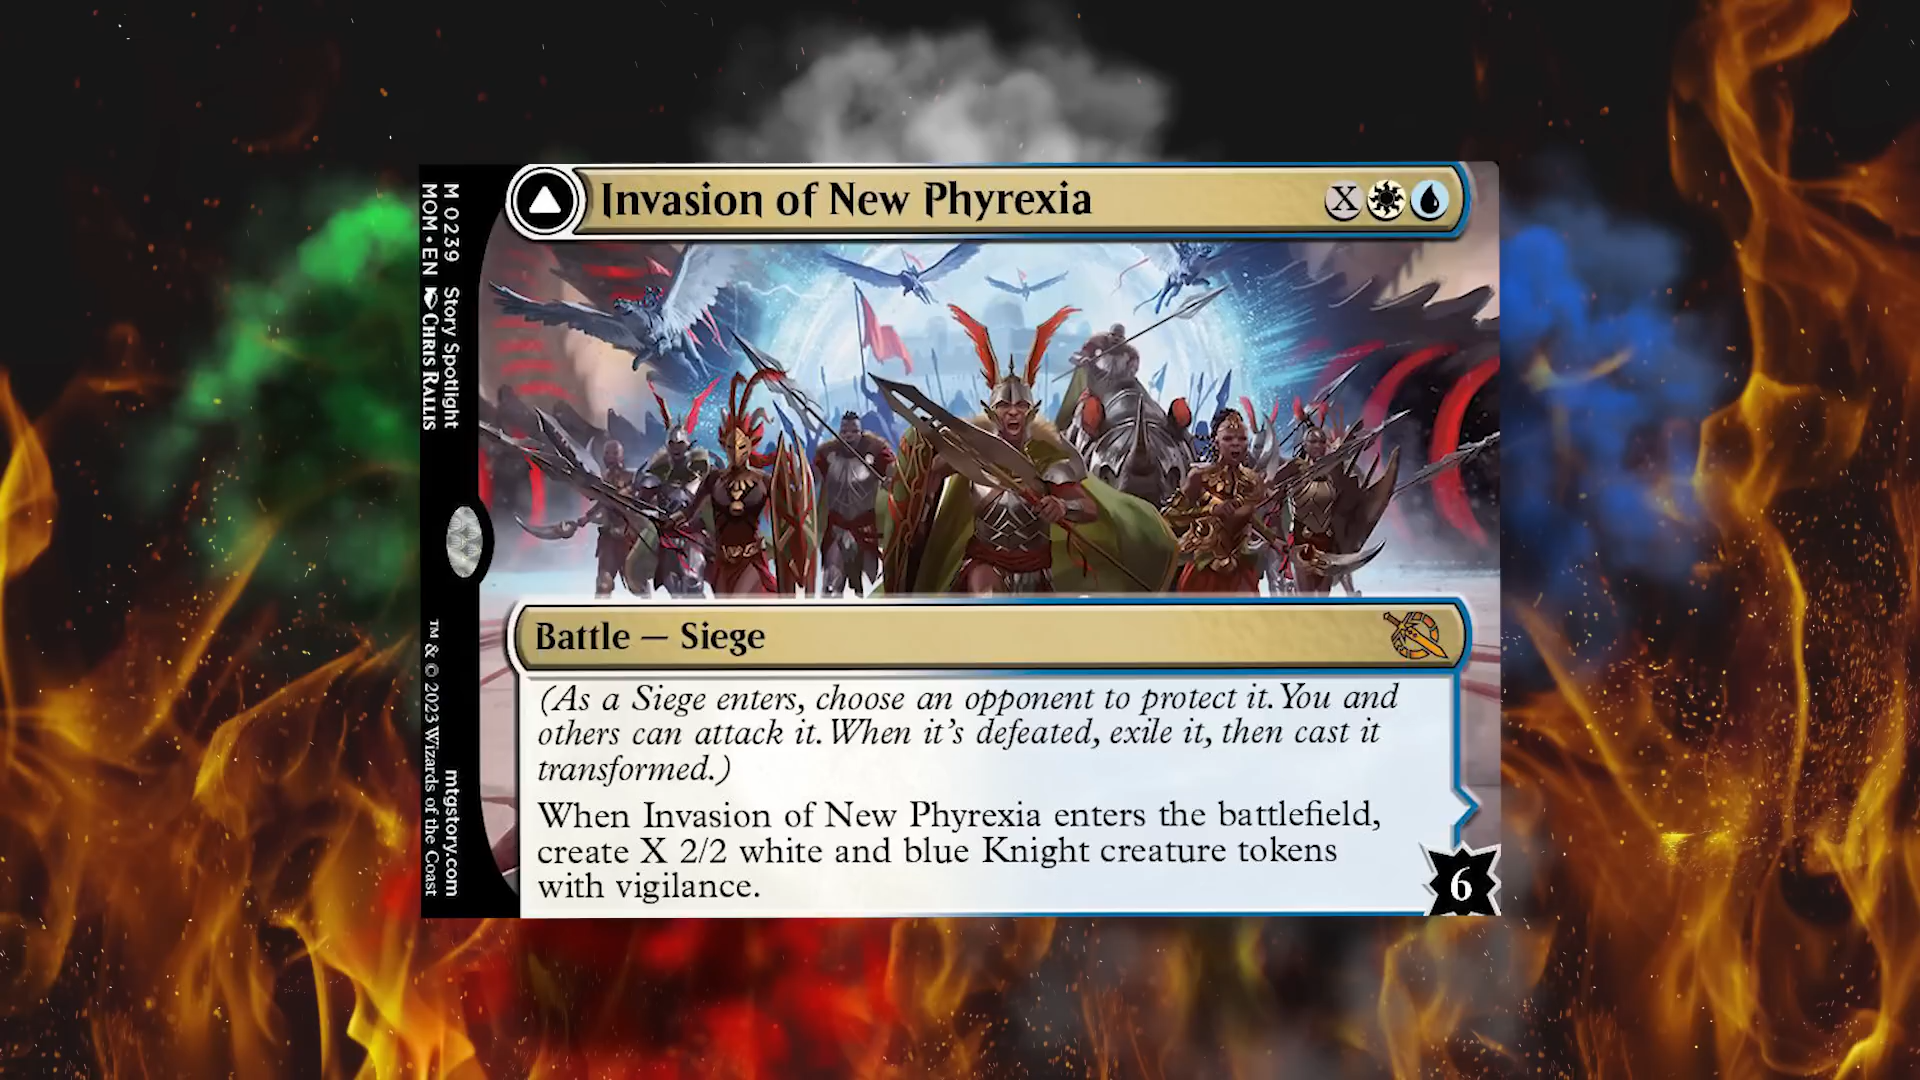 Invasion of New Phyrexia
X
Battle — Siege
(As a Siege enters, choose an opponent to protect it. You and
others can attack it. When it's defeated, exile it, then cast it
transformed.)
When Invasion of New Phyrexia enters the battlefield,
create X 2/2 white and blue Knight creature tokens
with vigilance.
6
M 0239 Story Spotlight
MOM • EN CHRIS RALLIS
mtgstory.com
™ & © 2023 Wizards of the Coast